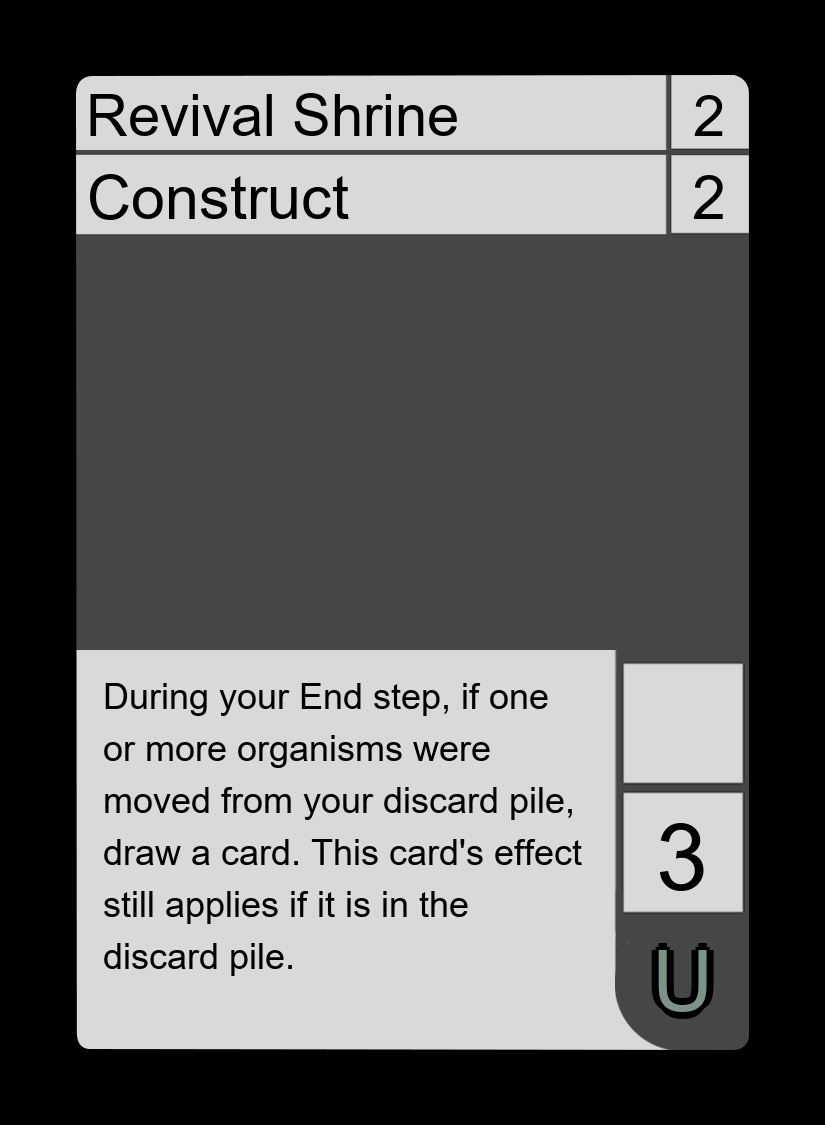 Revival Shrine 2
Construct 2
During your End step, if one
or more organisms were
moved from your discard pile,
draw a card. This card's effect
still applies if it is in the
discard pile.
3
U